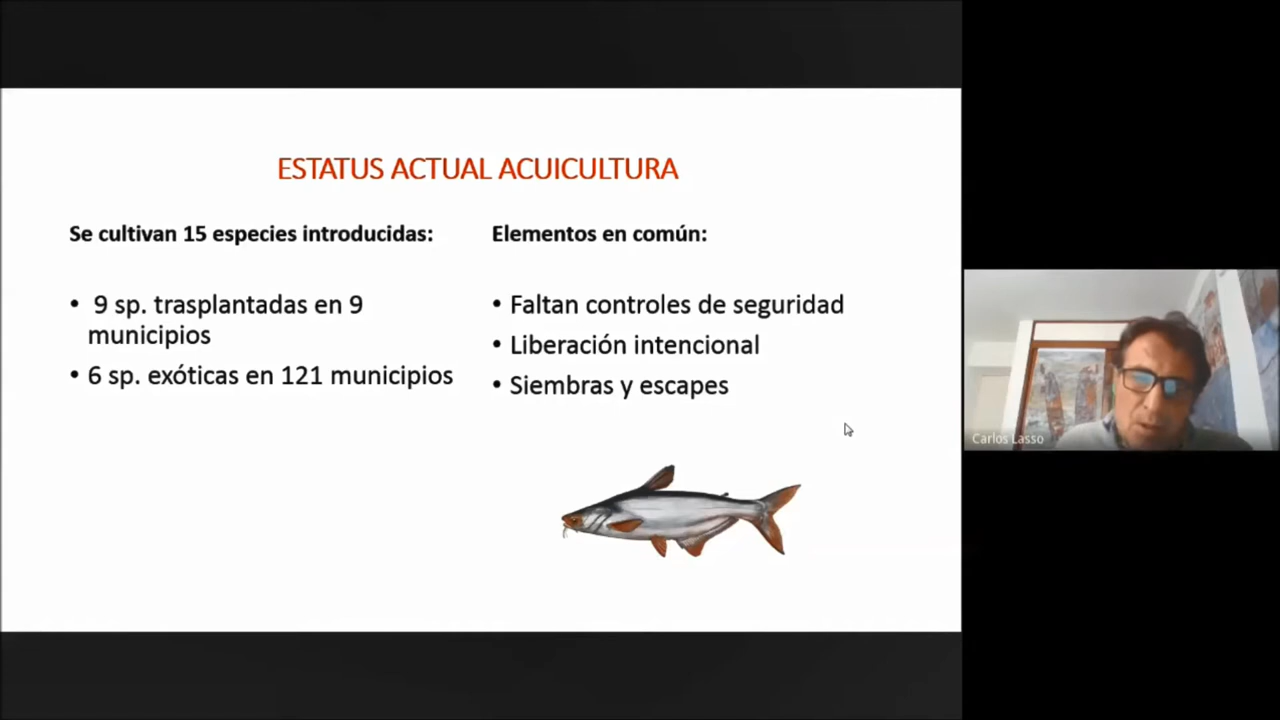 ESTATUS ACTUAL ACUICULTURA
Se cultivan 15 especies introducidas:
• 9 sp. trasplantadas en 9
municipios
• 6 sp. exóticas en 121 municipios
Elementos en común:
• Faltan controles de seguridad
• Liberación intencional
• Siembras y escapes
Carlos Lasso